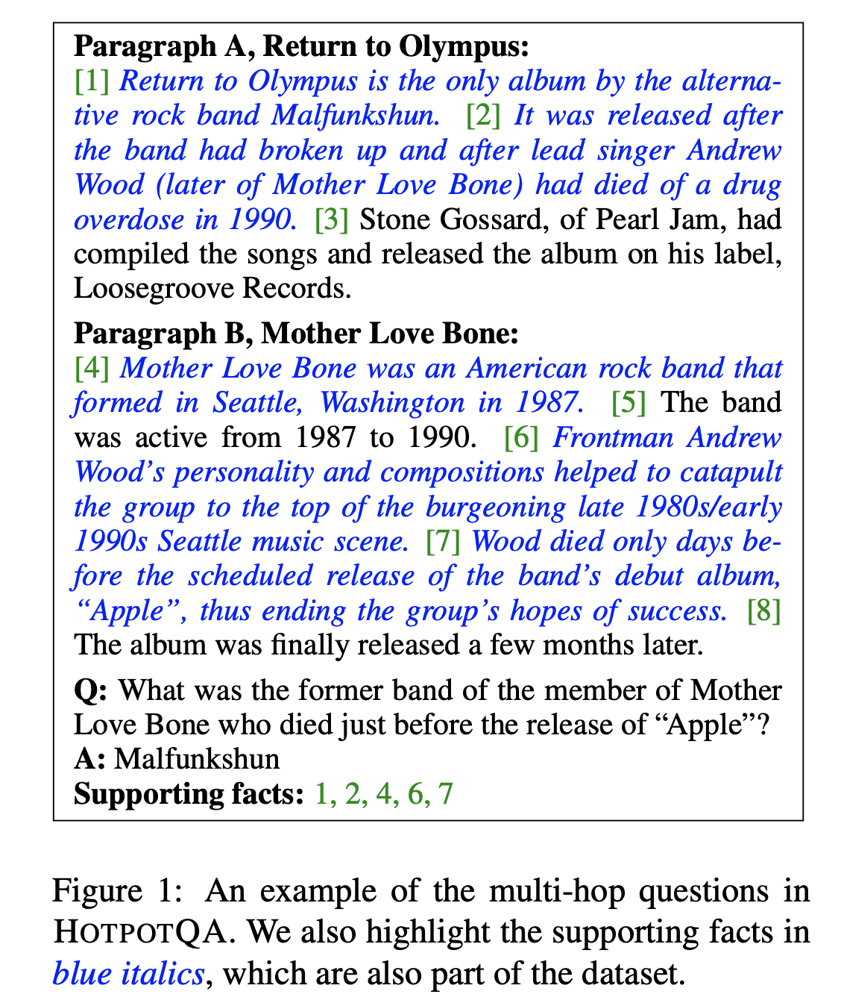 Paragraph A, Return to Olympus:
[1] Return to Olympus is the only album by the alterna-
tive rock band Malfunkshun. [2] It was released after
the band had broken up and after lead singer Andrew
Wood (later of Mother Love Bone) had died of a drug
overdose in 1990. [3] Stone Gossard, of Pearl Jam, had
compiled the songs and released the album on his label,
Loosegroove Records.
Paragraph B, Mother Love Bone:
[4] Mother Love Bone was an American rock band that
formed in Seattle, Washington in 1987. [5] The band
was active from 1987 to 1990. [6] Frontman Andrew
Wood’s personality and compositions helped to catapult
the group to the top of the burgeoning late 1980s/early
1990s Seattle music scene. [7] Wood died only days be-
fore the scheduled release of the band’s debut album,
“Apple”, thus ending the group’s hopes of success. [8]
The album was finally released a few months later.
Q: What was the former band of the member of Mother
Love Bone who died just before the release of “Apple”?
A: Malfunkshun
Supporting facts: 1, 2, 4, 6, 7
Figure 1: An example of the multi-hop questions in
HOTPOTQA. We also highlight the supporting facts in
blue italics, which are also part of the dataset.